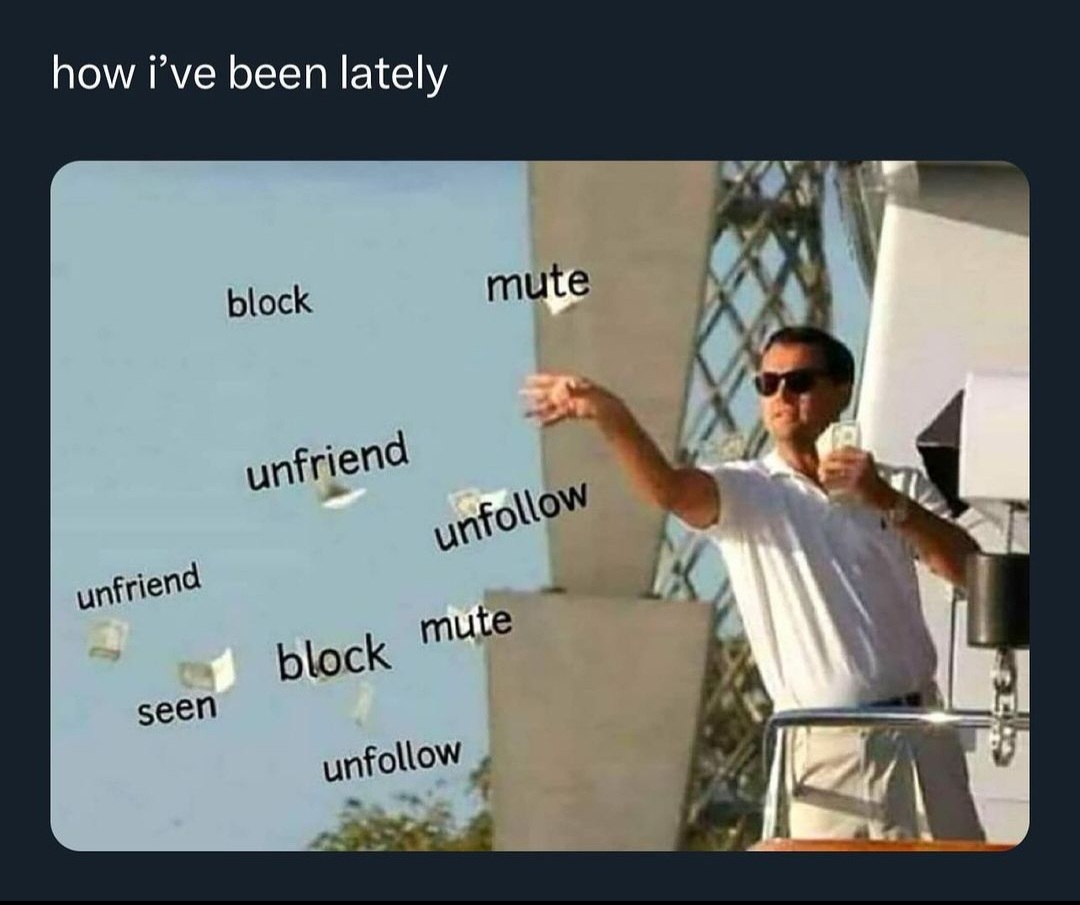 how i’ve been lately
block
mute
unfriend
unfollow
unfriend
mute
block
seen
unfollow